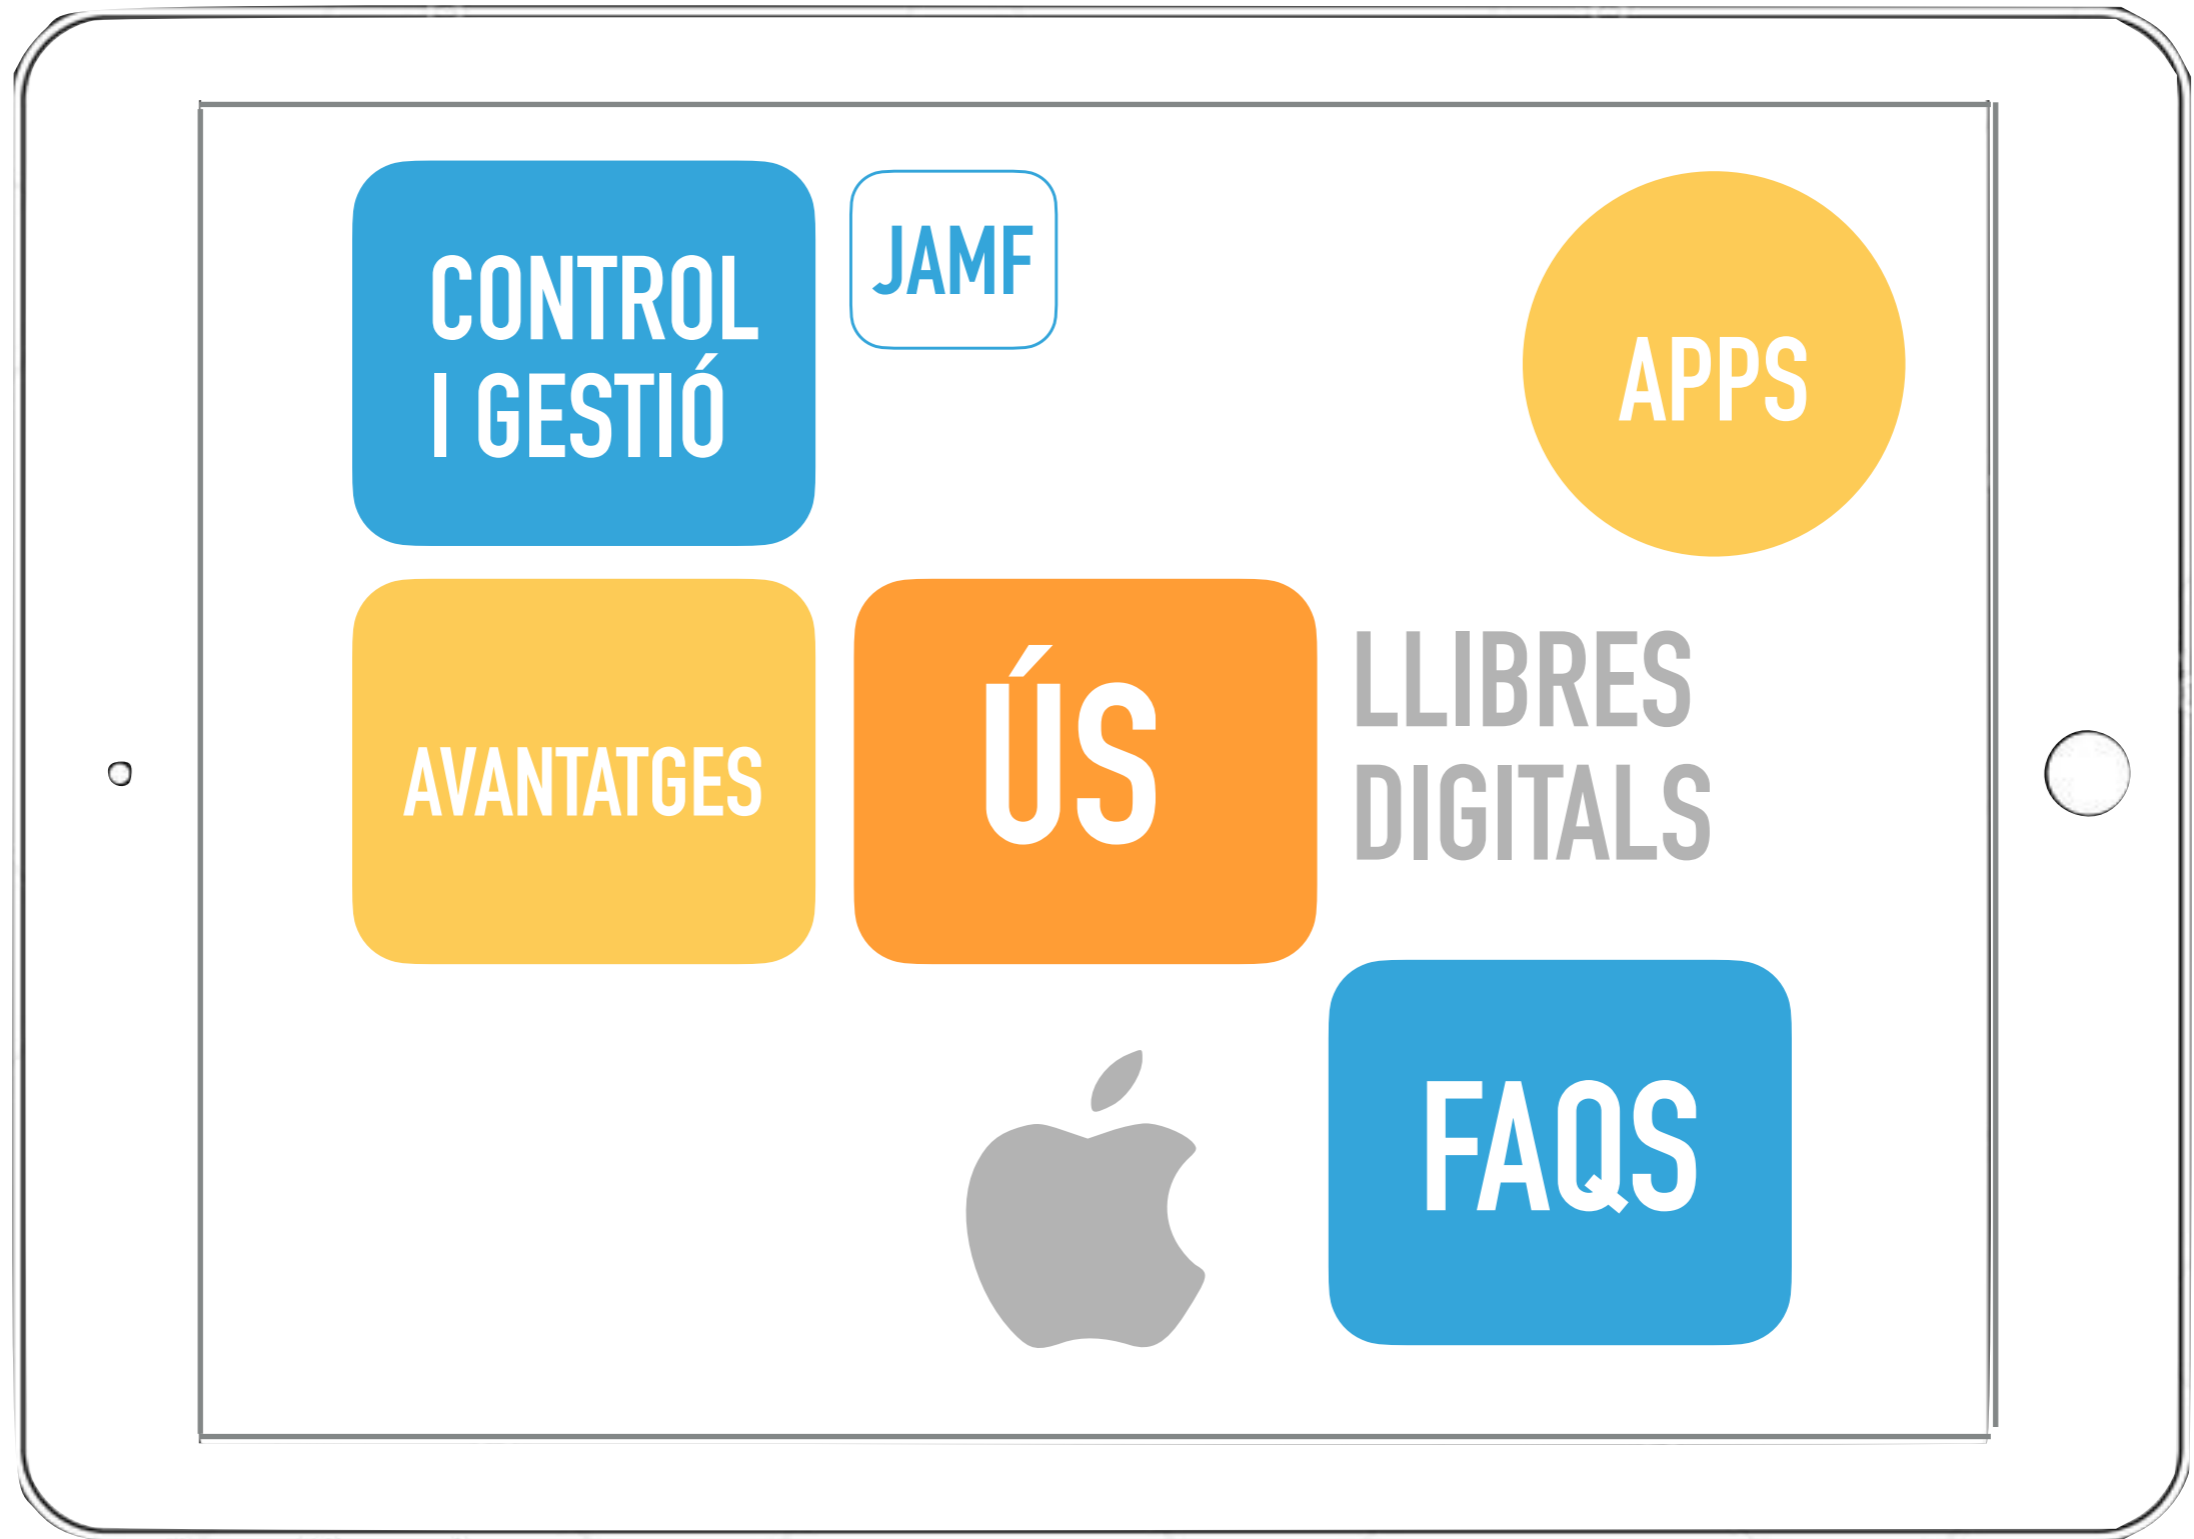 CONTROL
I GESTIÓ
JAMF
APPS
AVANTATGES
ÚS
LLIBRES
DIGITALS
FAQS